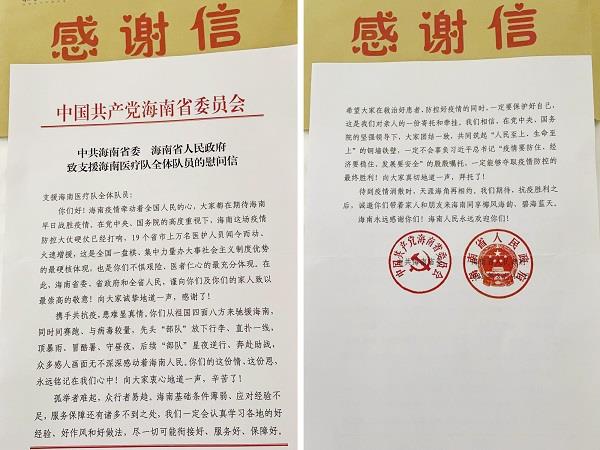 感谢信
中国共产党海南省委员会
中共海南省委 海南省人民政府
致支援海南医疗队全体队员的慰问信
支援海南医疗队全体队员：
你们好！海南疫情牵动着全国人民的心，大家都在期待海南
早日战胜疫情。在党中央、国务院的高度重视下，海南这场疫情
防控大仗硬仗已经打响，19个省市上万名医护人员闻令而动、
火速增援，这是全国一盘棋、集中力量办大事社会主义制度优势
的最硬核体现，也是你们不惧艰险、医者仁心的最充分体现。在
此，海南省委、省政府和全省人民，谨向你们及你们的家人致以
最崇高的敬意！向大家诚挚地道一声，感谢了！
携手共抗疫，患难显真情。你们从祖国四面八方来驰援海南，
同时间赛跑、与病毒较量，先头“部队”放下行李、直扑一线，
顶暴雨、冒酷暑、守昼夜，后续“部队”星夜逆行、奔赴助战，
众多感人画面无不深深感动着海南人民。你们的这份情、这份恩，
永远铭记在我们心中！向大家衷心地道一声，辛苦了！
孤举者难起，众行者易趋。海南基础条件薄弱、应对经验不
足，服务保障还有诸多不到之处，我们一定会认真学习各地的好
经验、好作风和好做法，尽一切可能衔接好、服务好、保障好。
感谢信
希望大家在救治好患者、防控好疫情的同时，一定要保护好自己，
这是我们对亲人的一份寄托和牵挂。我们相信，在党中央、国务
院的坚强领导下，大家团结一致，共同筑起“人民至上、生命至
上”的铜墙铁壁，一定不会辜负习近平总书记“疫情要防住、经
济要稳住、发展要安全”的殷殷嘱托，一定能够夺取疫情防控的
最终胜利！向大家真切地道一声，拜托了！
待到疫情消散时，天涯海角再相约。我们期待，抗疫胜利之
后，诚邀你们带着家人和朋友来海南同享椰风海韵、碧海蓝天。
海南永远感谢你们！海南人民永远欢迎你们！
中国共产党海南省委员会
海南省人民政府